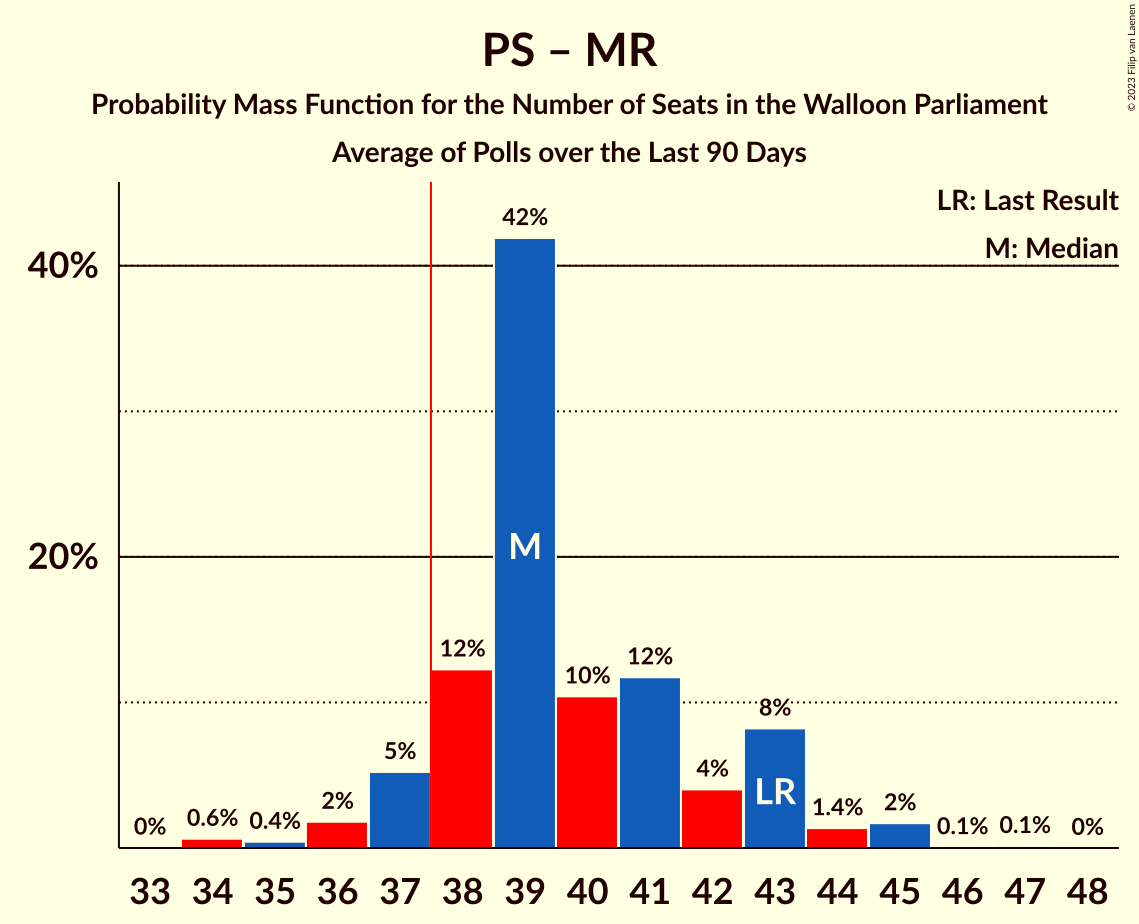 PS – MR
Probability Mass Function for the Number of Seats in the Walloon Parliament
Average of Polls over the Last 90 Days
© 2023 Filip van Laenen
LR: Last Result
M: Median
40%
20%
0%
0.6%
0.4%
2%
5%
12%
42%
10%
12%
4%
8%
1.4%
2%
0.1%
0.1%
0%
M
LR
33 34 35 36 37 38 39 40 41 42 43 44 45 46 47 48